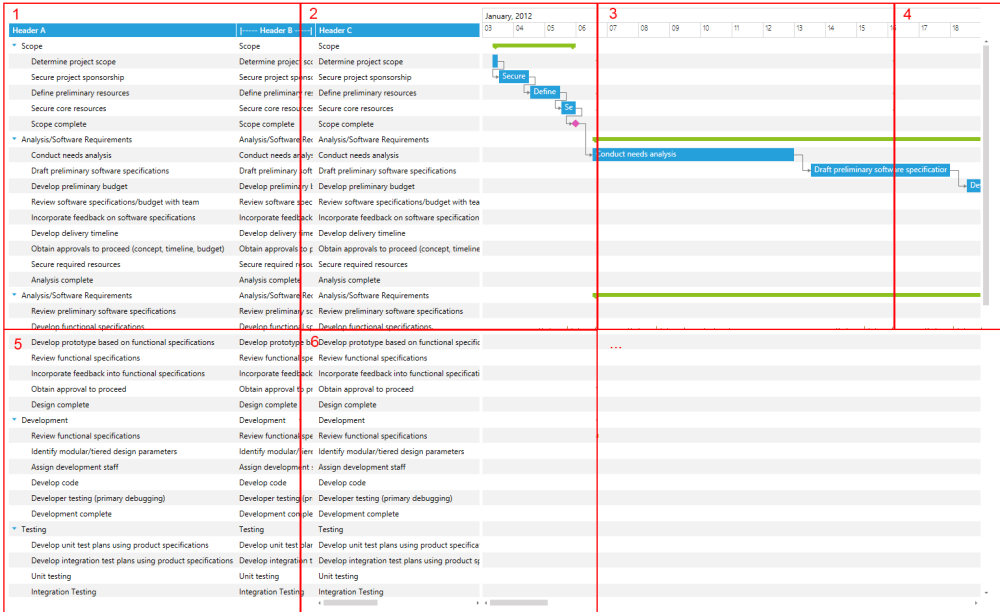 1 2 3 4
January, 2012
Header A |----- Header B -----| Header C 03 04 05 06 07 08 09 10 11 12 13 14 15 16 17 18
Scope Scope Scope
Determine project scope Determine project sco Determine project scope
Secure project sponsorship Secure project sponso Secure project sponsorship Secure
Define preliminary resources Define preliminary res Define preliminary resources Define
Secure core resources Secure core resources Secure core resources Se
Scope complete Scope complete Scope complete
Analysis/Software Requirements Analysis/Software Rec Analysis/Software Requirements
Conduct needs analysis Conduct needs analys Conduct needs analysis Conduct needs analysis
Draft preliminary software specifications Draft preliminary soft Draft preliminary software specifications Draft preliminary software specification
Develop preliminary budget Develop preliminary b Develop preliminary budget De
Review software specifications/budget with team Review software spec Review software specifications/budget with tea
Incorporate feedback on software specifications Incorporate feedback Incorporate feedback on software specification
Develop delivery timeline Develop delivery time Develop delivery timeline
Obtain approvals to proceed (concept, timeline, budget) Obtain approvals to p Obtain approvals to proceed (concept, timeline
Secure required resources Secure required resou Secure required resources
Analysis complete Analysis complete Analysis complete
Analysis/Software Requirements Analysis/Software Rec Analysis/Software Requirements
Review preliminary specifications Review preliminary sp Review preliminary specifications
Develop functional specifications Develop functional sp Develop functional specifications
5 6 ...
Develop prototype based on functional specifications Develop prototype b Develop prototype based on functional specific
Review functional specifications Review functional spe Review functional specifications
Incorporate feedback into functional specifications Incorporate feedback Incorporate feedback into functional specificati
Obtain approval to proceed Obtain approval to pr Obtain approval to proceed
Design complete Design complete Design complete
Development Development Development
Review functional specifications Review functional spe Review functional specifications
Identify modular/tiered design parameters Identify modular/tiere Identify modular/tiered design parameters
Assign development staff Assign development s Assign development staff
Develop code Develop code Develop code
Developer testing (primary debugging) Developer testing (pr Developer testing (primary debugging)
Development complete Development complete Development complete
Testing Testing Testing
Develop unit test plans using product specifications Develop unit test plan Develop unit test plans using product specifica
Develop integration test plans using product specifications Develop integration t Develop integration test plans using product sp
Unit testing Unit testing Unit testing
Integration Testing Integration Testing Integration Testing